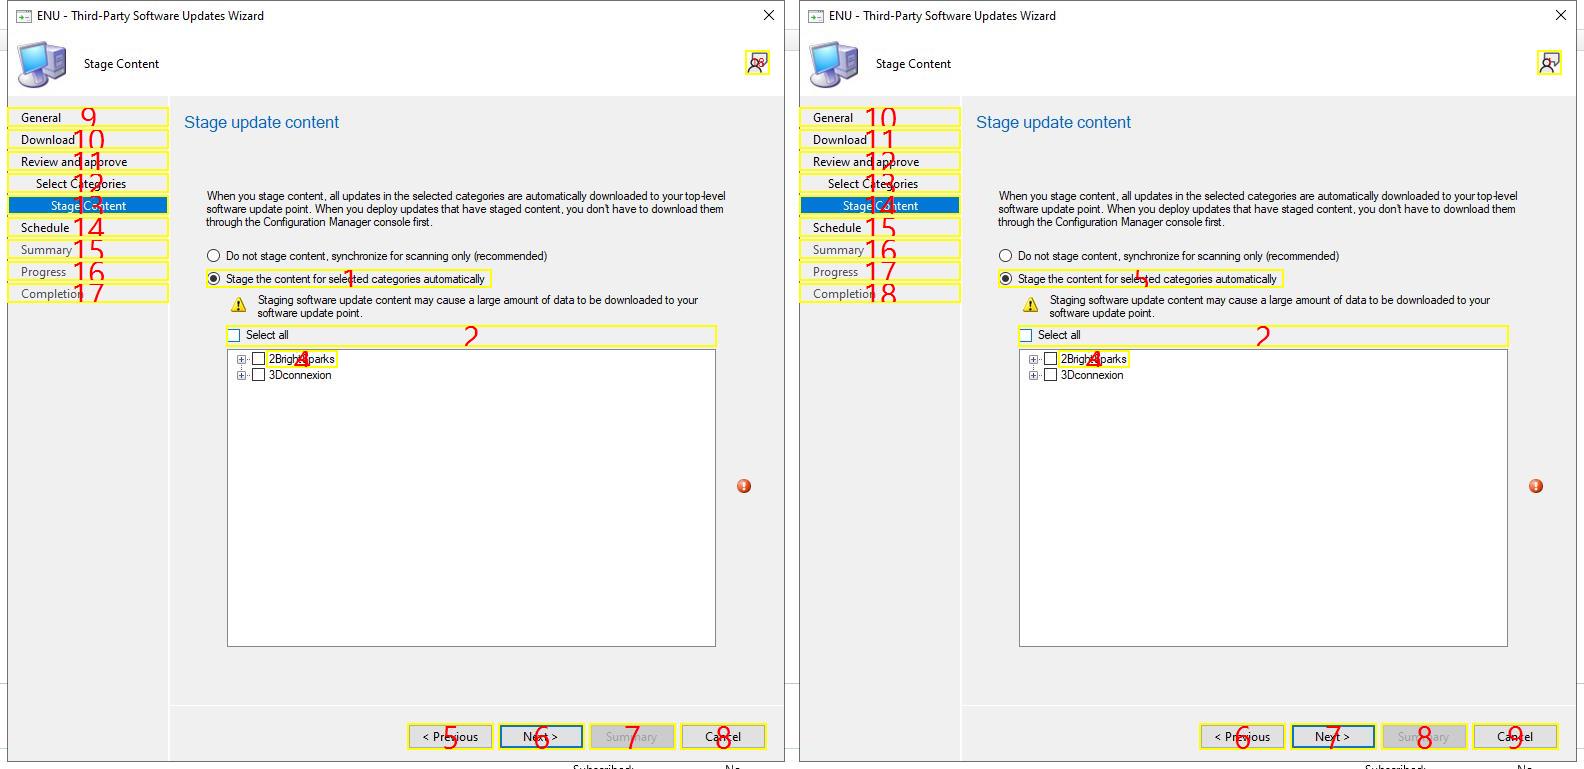 ENU - Third-Party Software Updates Wizard
Stage Content
18
General 9
Download 10
Review and approve 11
Select Categories 12
Stage Content 13
Schedule 14
Summary 15
Progress 16
Completion 17
Stage update content
When you stage content, all updates in the selected categories are automatically downloaded to your top-level
software update point. When you deploy updates that have staged content, you don't have to download them
through the Configuration Manager console first.
Do not stage content, synchronize for scanning only (recommended)
Stage the content for selected categories automatically 1
Staging software update content may cause a large amount of data to be downloaded to your
software update point.
Select all 2
2BrightSparks 4
3Dconnexion
< Previous 5
Next > 6
Summary 7
Cancel 8
Subscribed: No
ENU - Third-Party Software Updates Wizard
Stage Content
General 10
Download 11
Review and approve 12
Select Categories 13
Stage Content 14
Schedule 15
Summary 16
Progress 17
Completion 18
Stage update content
When you stage content, all updates in the selected categories are automatically downloaded to your top-level
software update point. When you deploy updates that have staged content, you don't have to download them
through the Configuration Manager console first.
Do not stage content, synchronize for scanning only (recommended)
Stage the content for selected categories automatically
Staging software update content may cause a large amount of data to be downloaded to your
software update point.
Select all 2
2BrightSparks 4
3Dconnexion
< Previous 6
Next > 7
Summary 8
Cancel 9
Subscribed: No